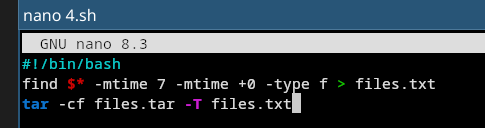 nano 4.sh
GNU nano 8.3
#!/bin/bash
find $* -mtime 7 -mtime +0 -type f > files.txt
tar -cf files.tar -T files.txt